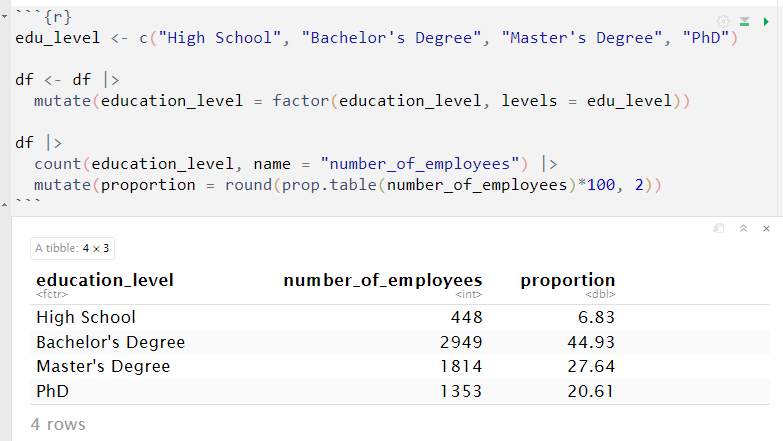 ```{r}
edu_level <- c("High School", "Bachelor's Degree", "Master's Degree", "PhD")
df <- df |>
  mutate(education_level = factor(education_level, levels = edu_level))
df |>
  count(education_level, name = "number_of_employees") |>
  mutate(proportion = round(prop.table(number_of_employees)*100, 2))
```
A tibble: 4 × 3
education_level number_of_employees proportion
<fctr> <int> <dbl>
High School 448 6.83
Bachelor's Degree 2949 44.93
Master's Degree 1814 27.64
PhD 1353 20.61
4 rows